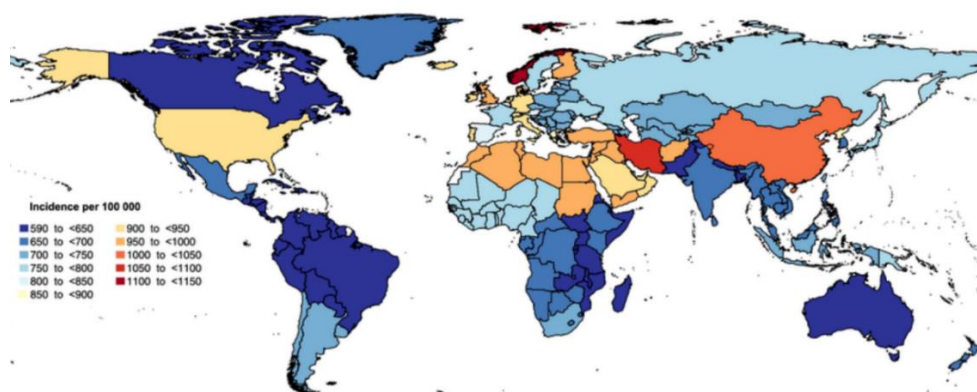 Incidence per 100 000
590 to <650
650 to <700
700 to <750
750 to <800
800 to <850
850 to <900
900 to <950
950 to <1000
1000 to <1050
1050 to <1100
1100 to <1150